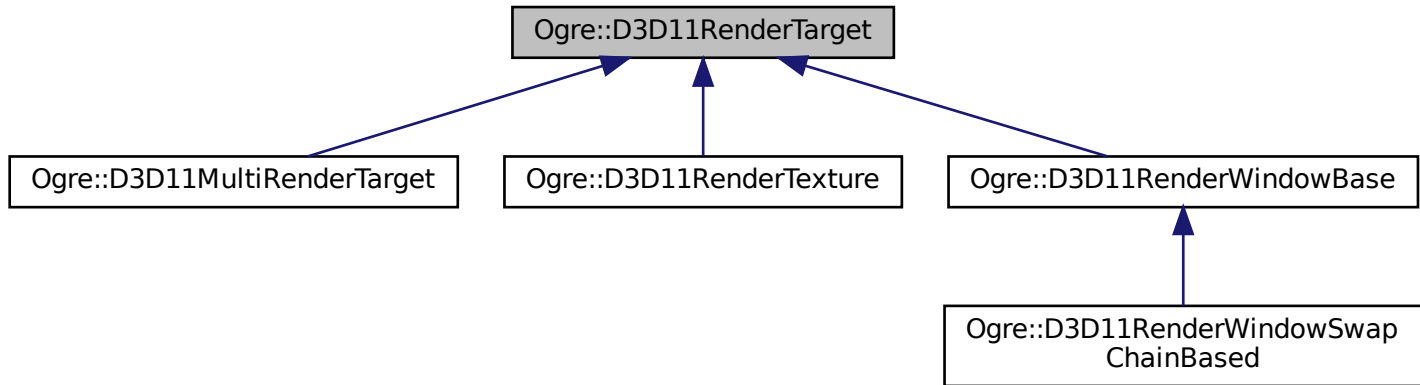 Ogre::D3D11RenderTarget
Ogre::D3D11MultiRenderTarget
Ogre::D3D11RenderTexture
Ogre::D3D11RenderWindowBase
Ogre::D3D11RenderWindowSwap
ChainBased